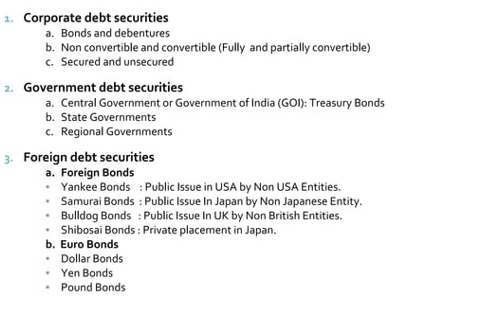 1. Corporate debt securities
a. Bonds and debentures
b. Non convertible and convertible (Fully and partially convertible)
c. Secured and unsecured
2. Government debt securities
a. Central Government or Government of India (GOI): Treasury Bonds
b. State Governments
c. Regional Governments
3. Foreign debt securities
a. Foreign Bonds
• Yankee Bonds : Public Issue in USA by Non USA Entities.
• Samurai Bonds : Public Issue In Japan by Non Japanese Entity.
• Bulldog Bonds : Public Issue In UK by Non British Entities.
• Shibosai Bonds : Private placement in Japan.
b. Euro Bonds
• Dollar Bonds
• Yen Bonds
• Pound Bonds